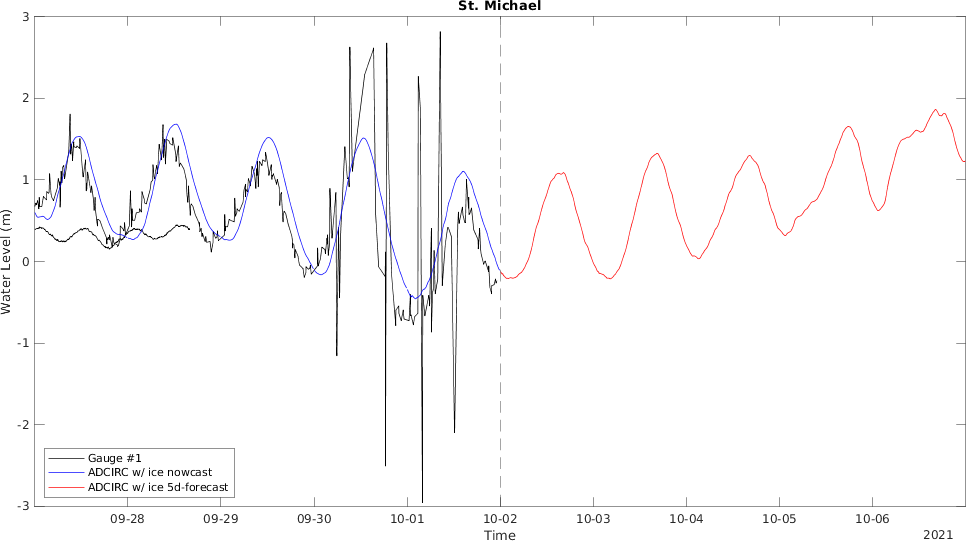 St. Michael
3
2
1
0
-1
-2
-3
Water Level (m)
Gauge #1
ADCIRC w/ ice nowcast
ADCIRC w/ ice 5d-forecast
09-28 09-29 09-30 10-01 10-02 10-03 10-04 10-05 10-06
Time
2021